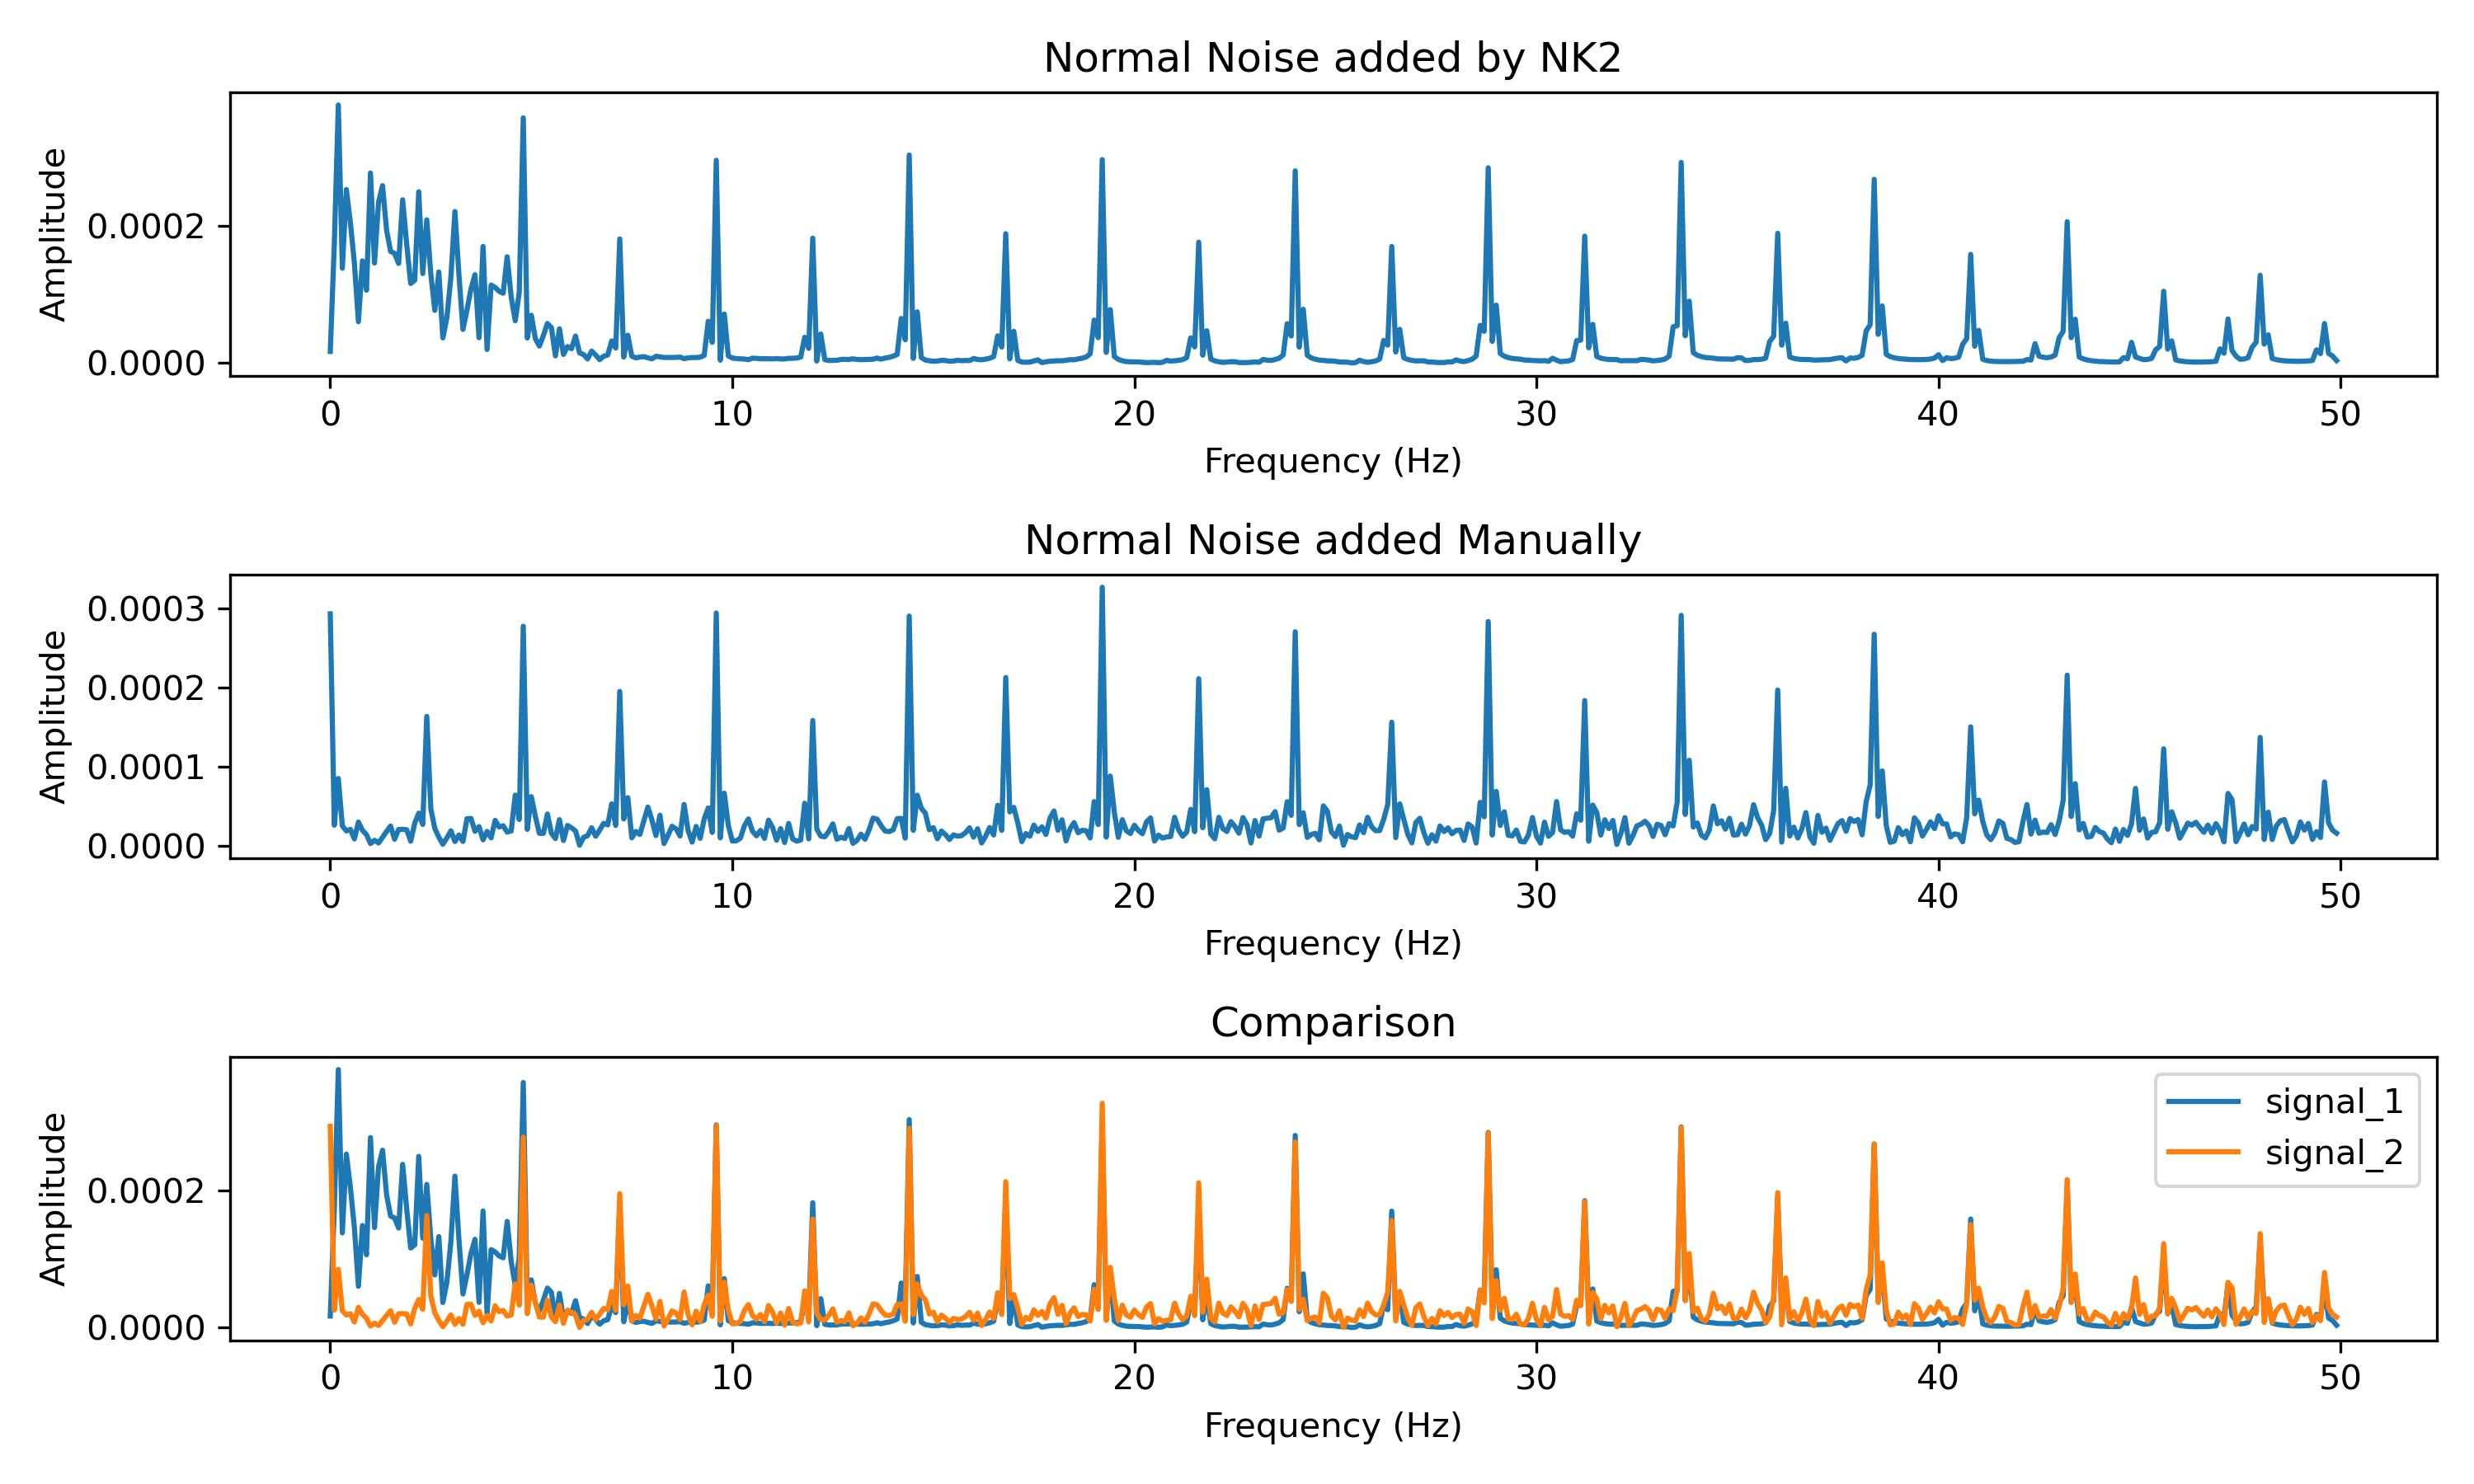 Normal Noise added by NK2
Amplitude
0.0002
0.0000
0 10 20 30 40 50
Frequency (Hz)
Normal Noise added Manually
Amplitude
0.0003
0.0002
0.0001
0.0000
0 10 20 30 40 50
Frequency (Hz)
Comparison
Amplitude
0.0002
0.0000
signal_1
signal_2
0 10 20 30 40 50
Frequency (Hz)